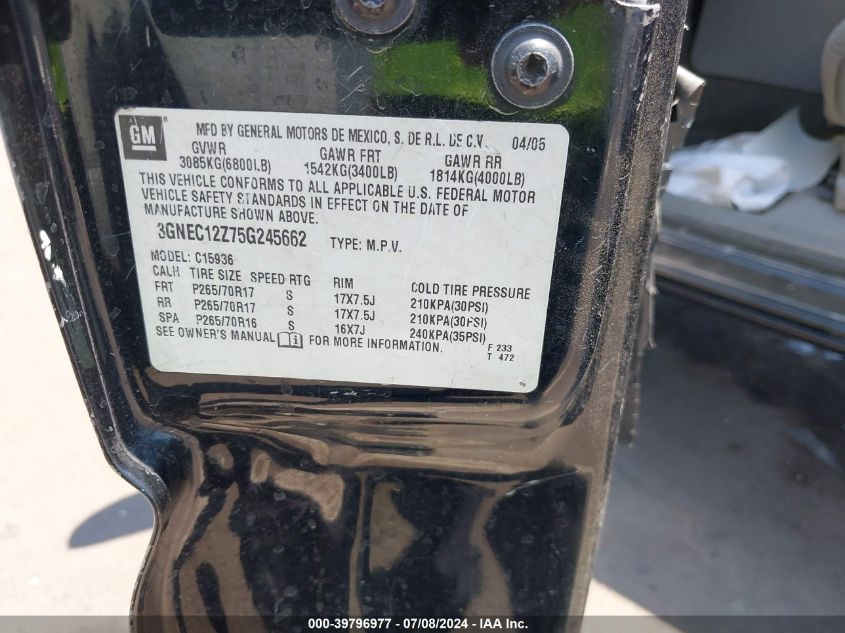 GM
MFD BY GENERAL MOTORS DE MEXICO, S. DE R.L. DE C.V. 04/05
GVWR GAWR FRT GAWR RR
3085KG(6800LB) 1542KG(3400LB) 1814KG(4000LB)
THIS VEHICLE CONFORMS TO ALL APPLICABLE U.S. FEDERAL MOTOR
VEHICLE SAFETY STANDARDS IN EFFECT ON THE DATE OF
MANUFACTURE SHOWN ABOVE.
3GNEC12Z75G245662 TYPE: M.P.V.
MODEL: C15936
CALH TIRE SIZE SPEED RTG RIM COLD TIRE PRESSURE
FRT P265/70R17 S 17X7.5J 210KPA(30PSI)
RR P265/70R17 S 17X7.5J 210KPA(30PSI)
SPA P265/70R16 S 16X7J 240KPA(35PSI)
SEE OWNER'S MANUAL FOR MORE INFORMATION.
F 233
T 472
000-39796977 - 07/08/2024 - IAA Inc.